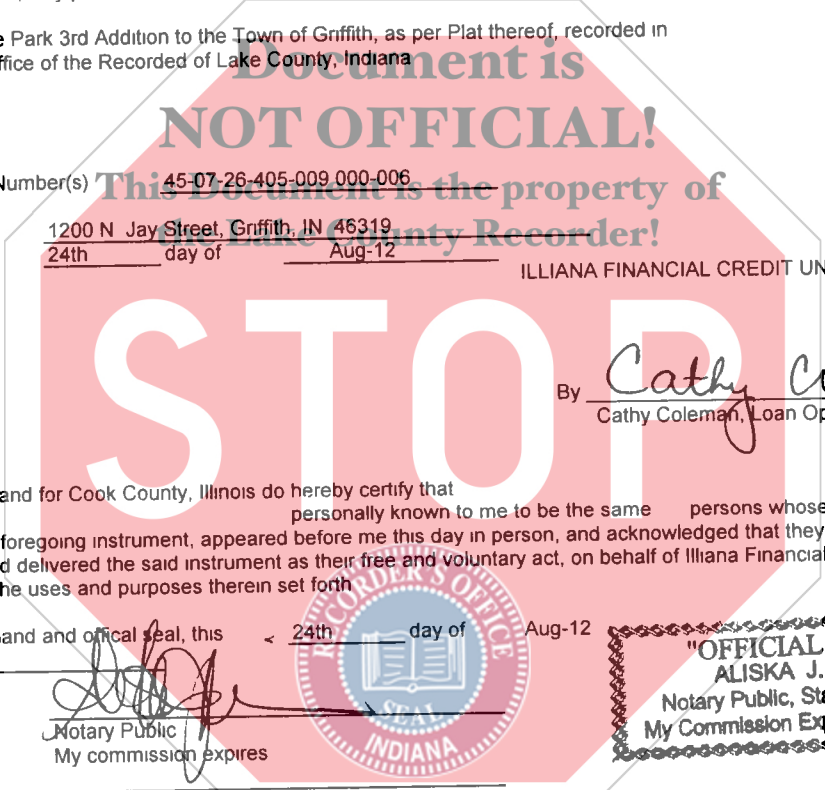 Park 3rd Addition to the Town of Griffith, as per Plat thereof, recorded in
ffice of the Recorded of Lake County, Indiana
Document is
NOT OFFICIAL!
Number(s) 45-07-26-405-009 000-006
This Document is the property of
1200 N Jay Street, Griffith, IN 46319
the Lake County Recorder!
24th day of Aug-12
ILLIANA FINANCIAL CREDIT UN
STOP
By Cathy C
Cathy Coleman, Loan Op
and for Cook County, Illinois do hereby certify that
personally known to me to be the same persons whose
foregoing instrument, appeared before me this day in person, and acknowledged that they
d delivered the said instrument as their free and voluntary act, on behalf of Illiana Financial
he uses and purposes therein set forth
and and offical seal, this 24th day of Aug-12
RECORDER'S OFFICE
SEAL
INDIANA
"OFFICIAL
ALISKA J.
Notary Public, Sta
My Commission Exp
Notary Public
My commission expires